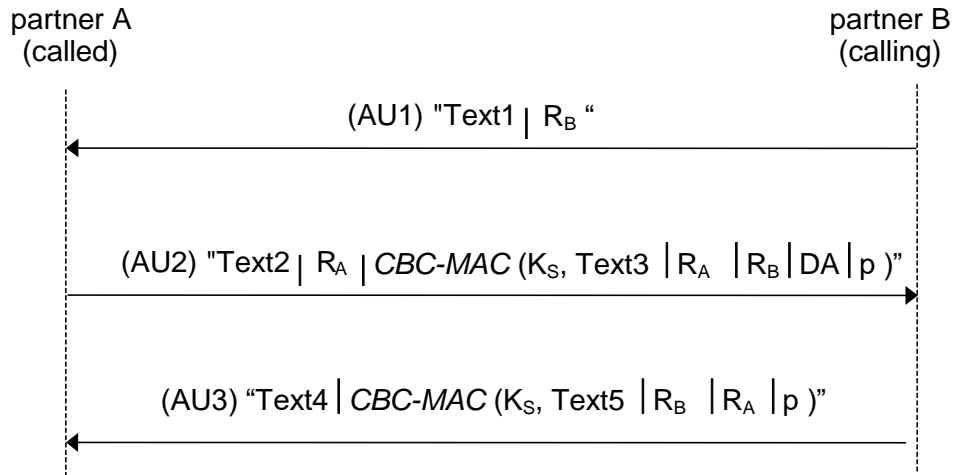 partner A
(called)
partner B
(calling)
(AU1) "Text1 | R_B “
(AU2) "Text2 | R_A | CBC-MAC (K_S, Text3 | R_A | R_B | DA | p )”
(AU3) “Text4 | CBC-MAC (K_S, Text5 | R_B | R_A | p )”